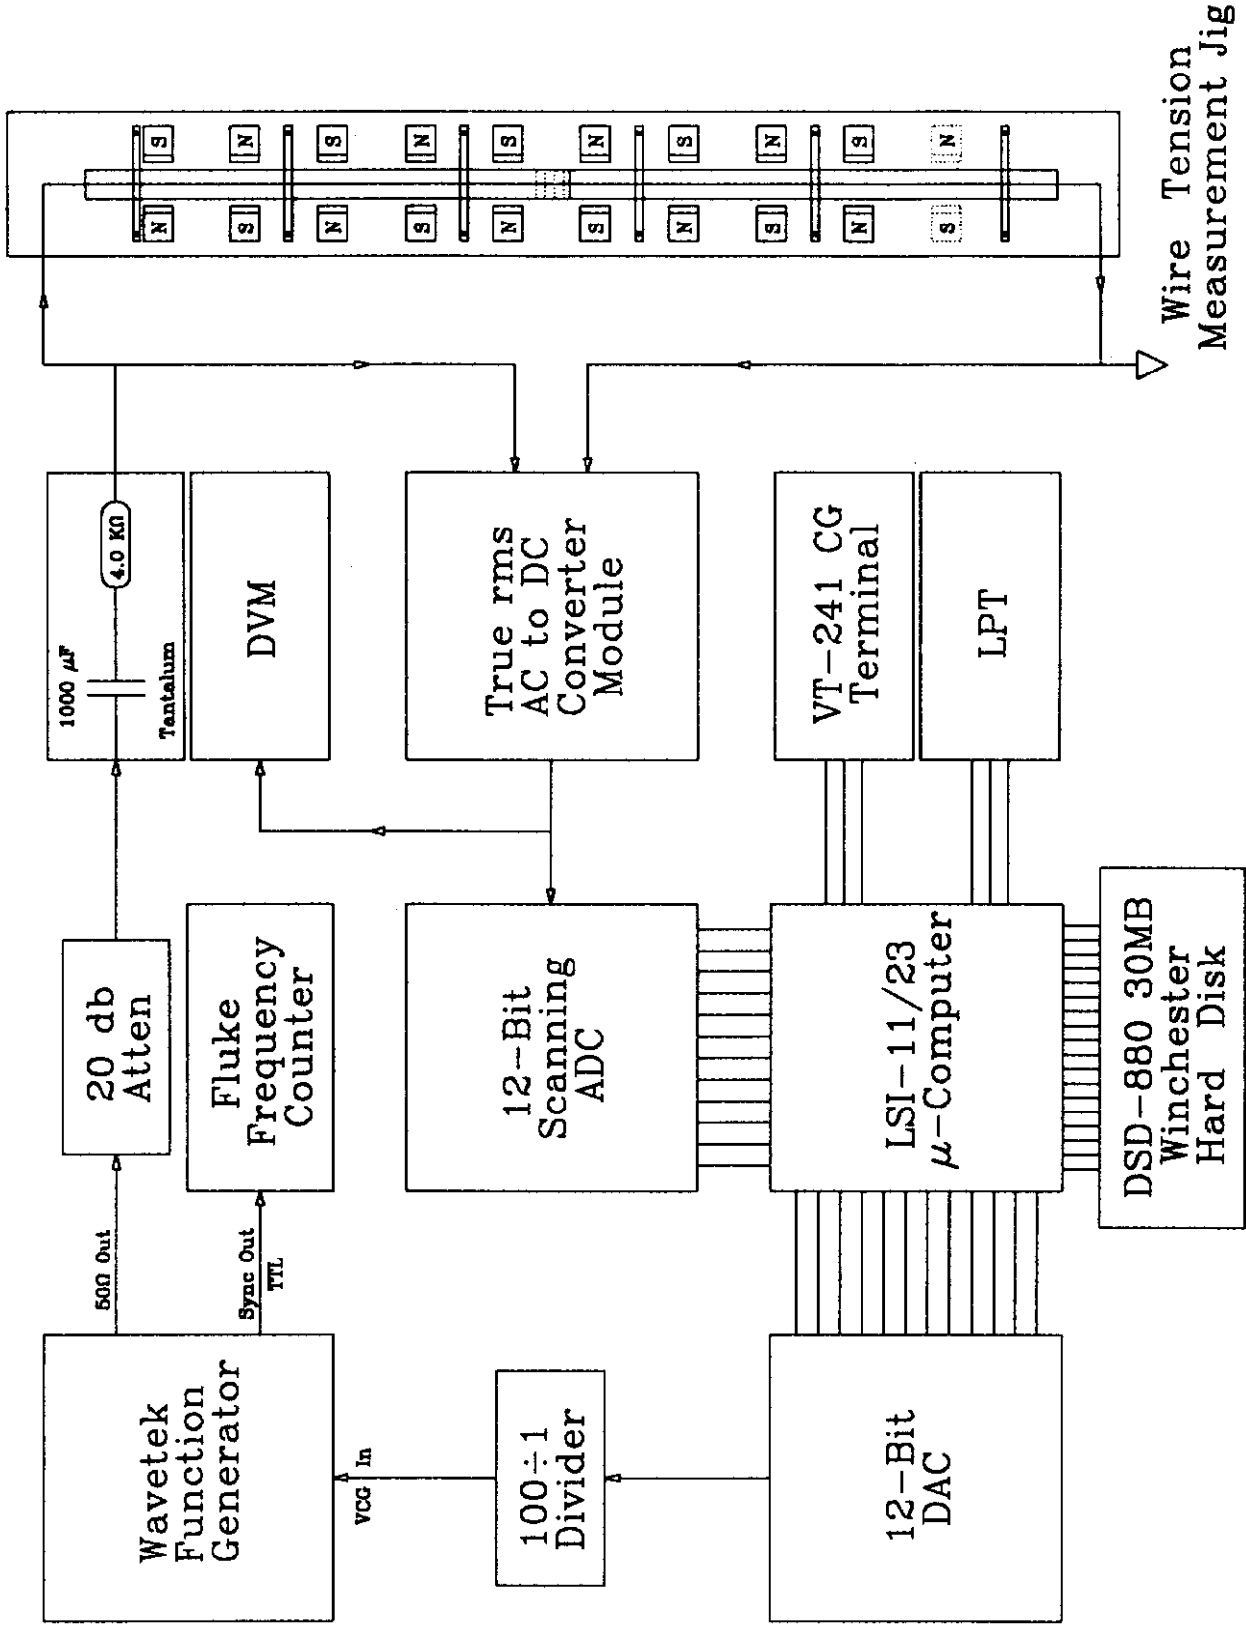 Wavetek
Function
Generator
50Ω Out
Sync Out
TTL
VCG In
20 db
Atten
Fluke
Frequency
Counter
1000 µF
4.0 KΩ
Tantalum
DVM
100÷1
Divider
12-Bit
Scanning
ADC
True rms
AC to DC
Converter
Module
12-Bit
DAC
LSI-11/23
µ-Computer
VT-241 CG
Terminal
LPT
DSD-880 30MB
Winchester
Hard Disk
N S
S N
N S
S N
N S
S N
N S
S N
N S
S N
Wire Tension
Measurement Jig